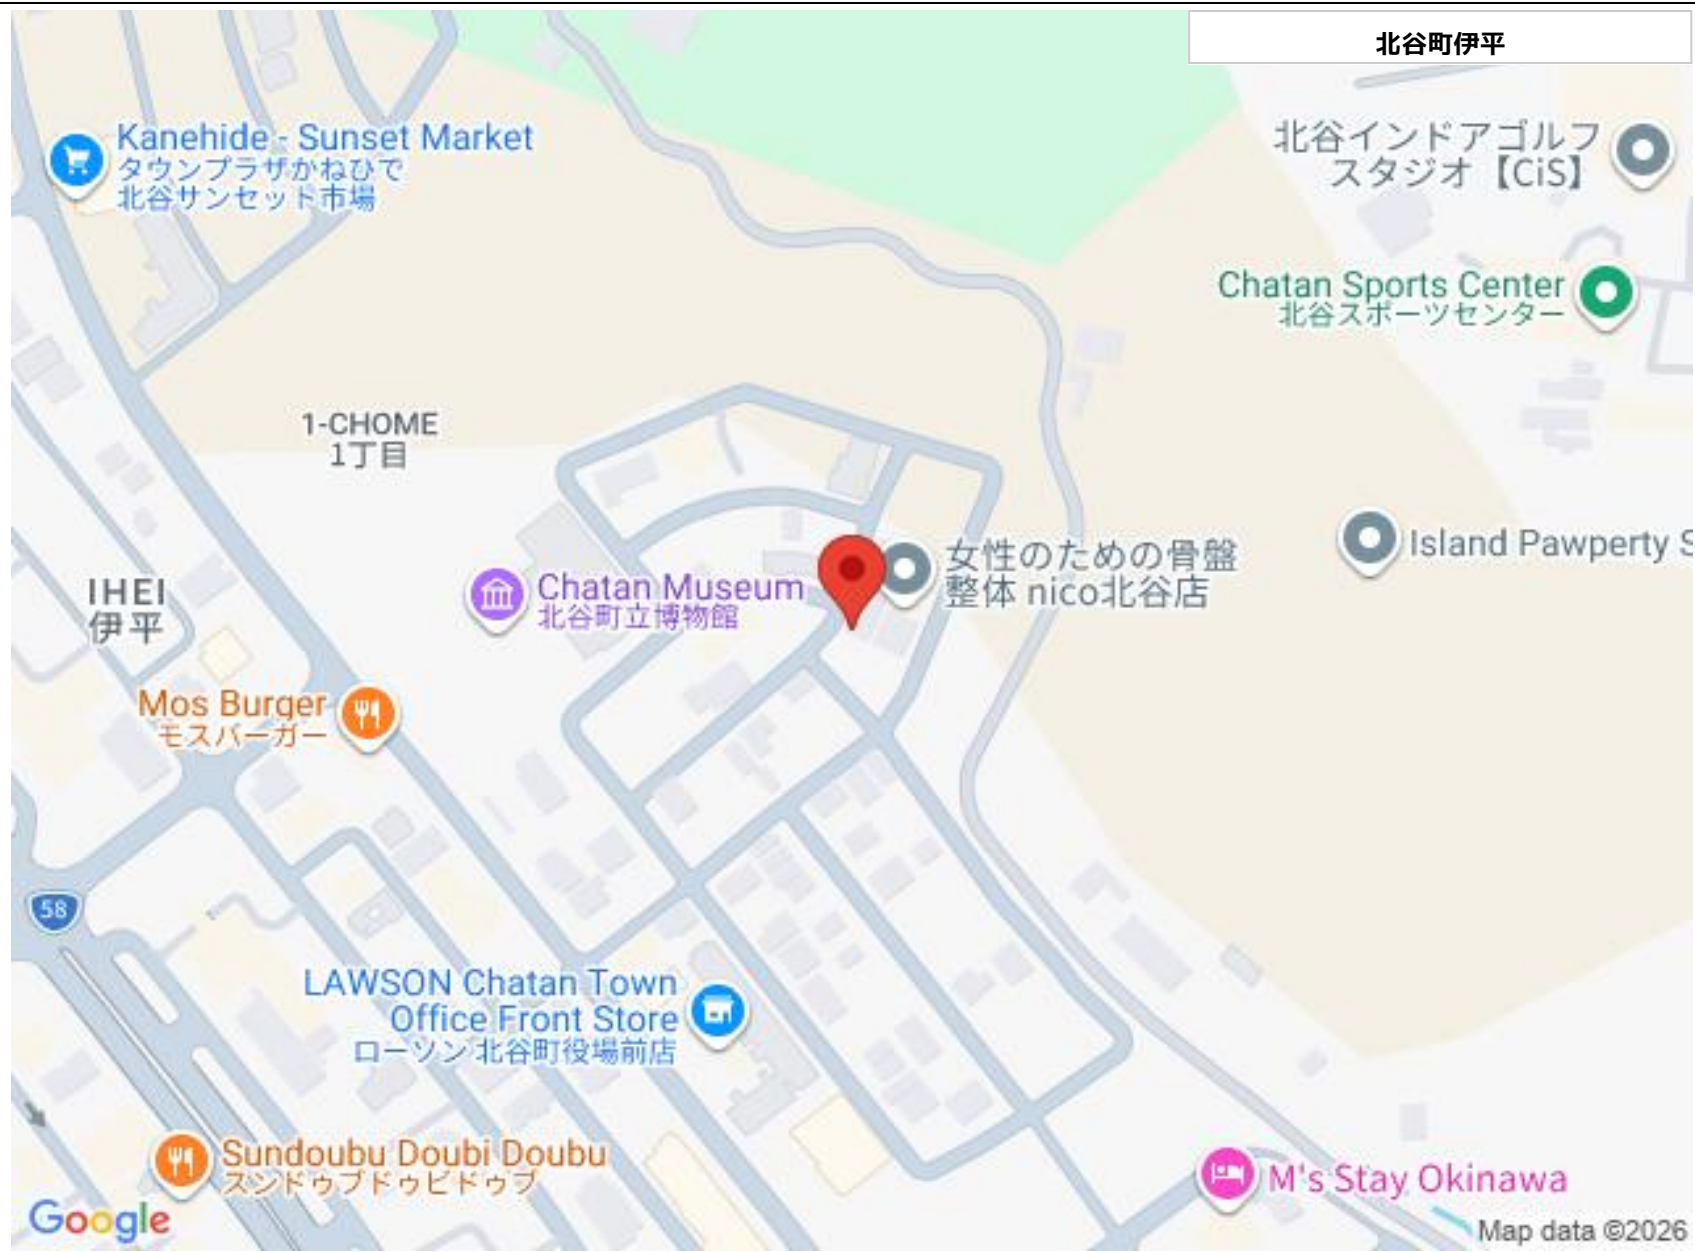 北谷町伊平
Kanehide - Sunset Market
タウンプラザかねひで
北谷サンセット市場
北谷インドアゴルフ
スタジオ【CiS】
Chatan Sports Center
北谷スポーツセンター
1-CHOME
1丁目
Island Pawperty S
女性のための骨盤
整体 nico北谷店
Chatan Museum
北谷町立博物館
IHEI
伊平
Mos Burger
モスバーガー
58
LAWSON Chatan Town
Office Front Store
ローソン 北谷町役場前店
Sundoubu Doubi Doubu
スンドゥブドゥビドゥブ
M's Stay Okinawa
Google
Map data ©2026